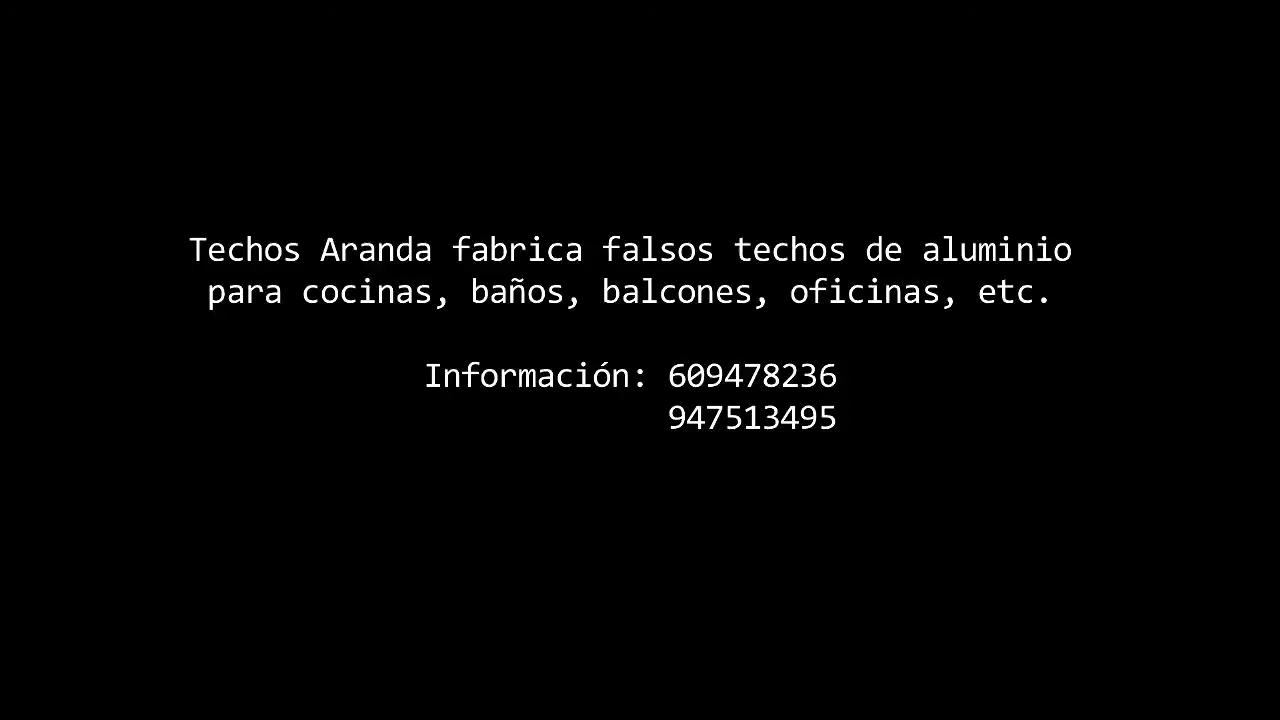 Techos Aranda fabrica falsos techos de aluminio
para cocinas, baños, balcones, oficinas, etc.
Información: 609478236
947513495